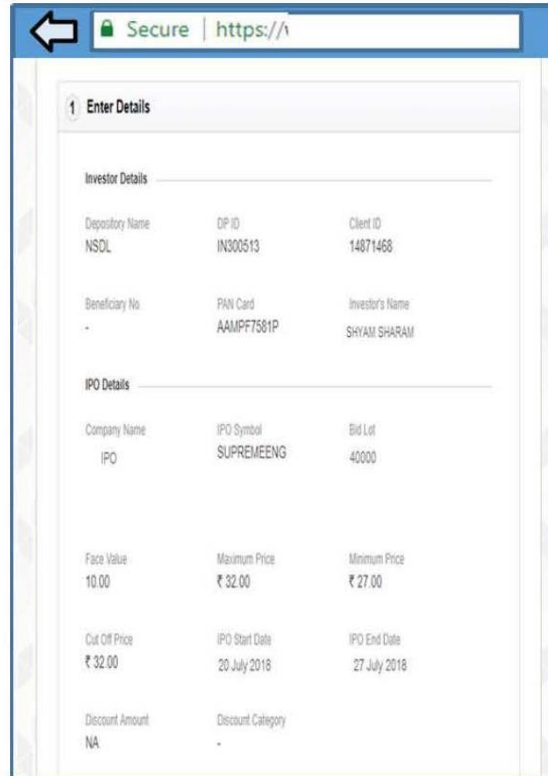 Secure | https://v
1 Enter Details
Investor Details
Depository Name DP ID Client ID
NSDL IN300513 14871468
Beneficiary No PAN Card Investor's Name
- AAMPF7581P SHYAM SHARAM
IPO Details
Company Name IPO Symbol Bid Lot
IPO SUPREMEENG 40000
Face Value Maximum Price Minimum Price
10.00 ₹ 32.00 ₹ 27.00
Cut Off Price IPO Start Date IPO End Date
₹ 32.00 20 July 2018 27 July 2018
Discount Amount Discount Category
NA -